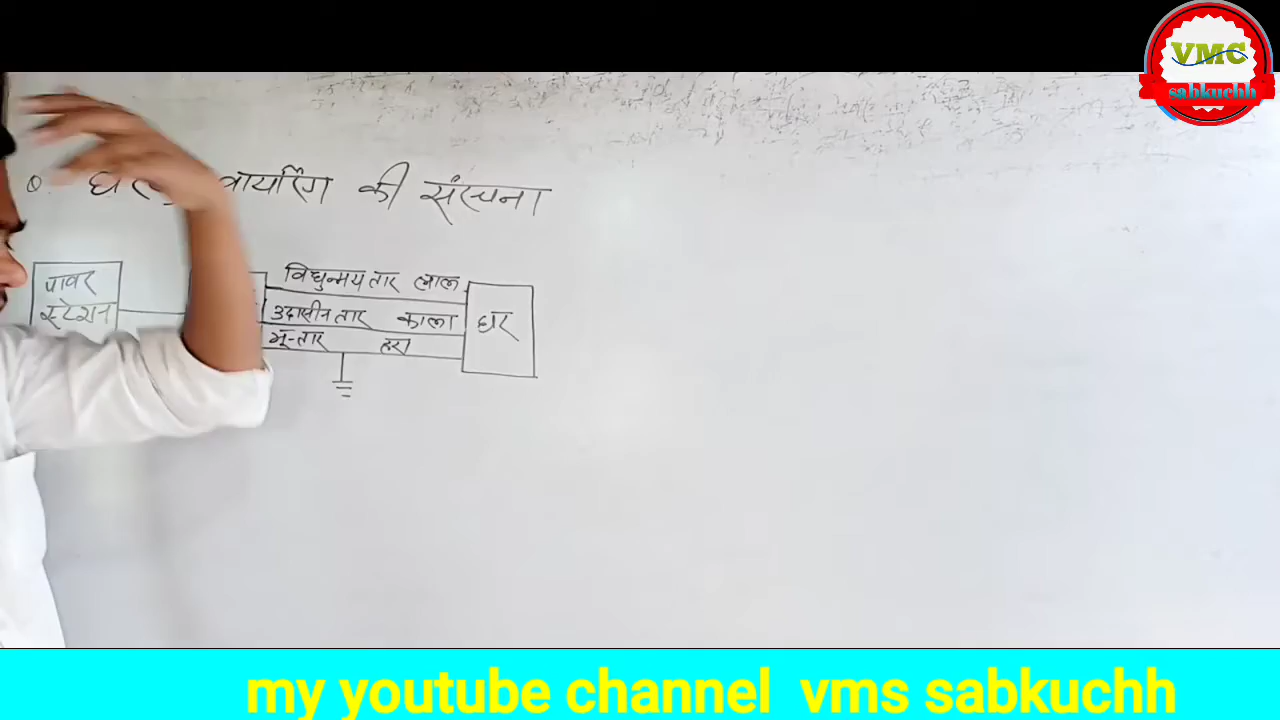 VMC
sabkuchh
वायरिंग की संरचना
पावर
स्टेशन
विधुन्मय तार लाल
उदासीन तार काला
भू-तार हरा
घर
my youtube channel vms sabkuchh